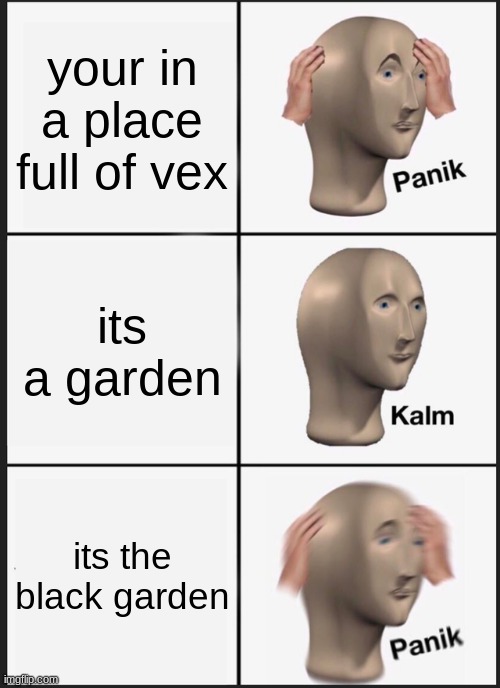 your in
a place
full of vex
Panik
its
a garden
Kalm
its the
black garden
Panik
imgflip.com